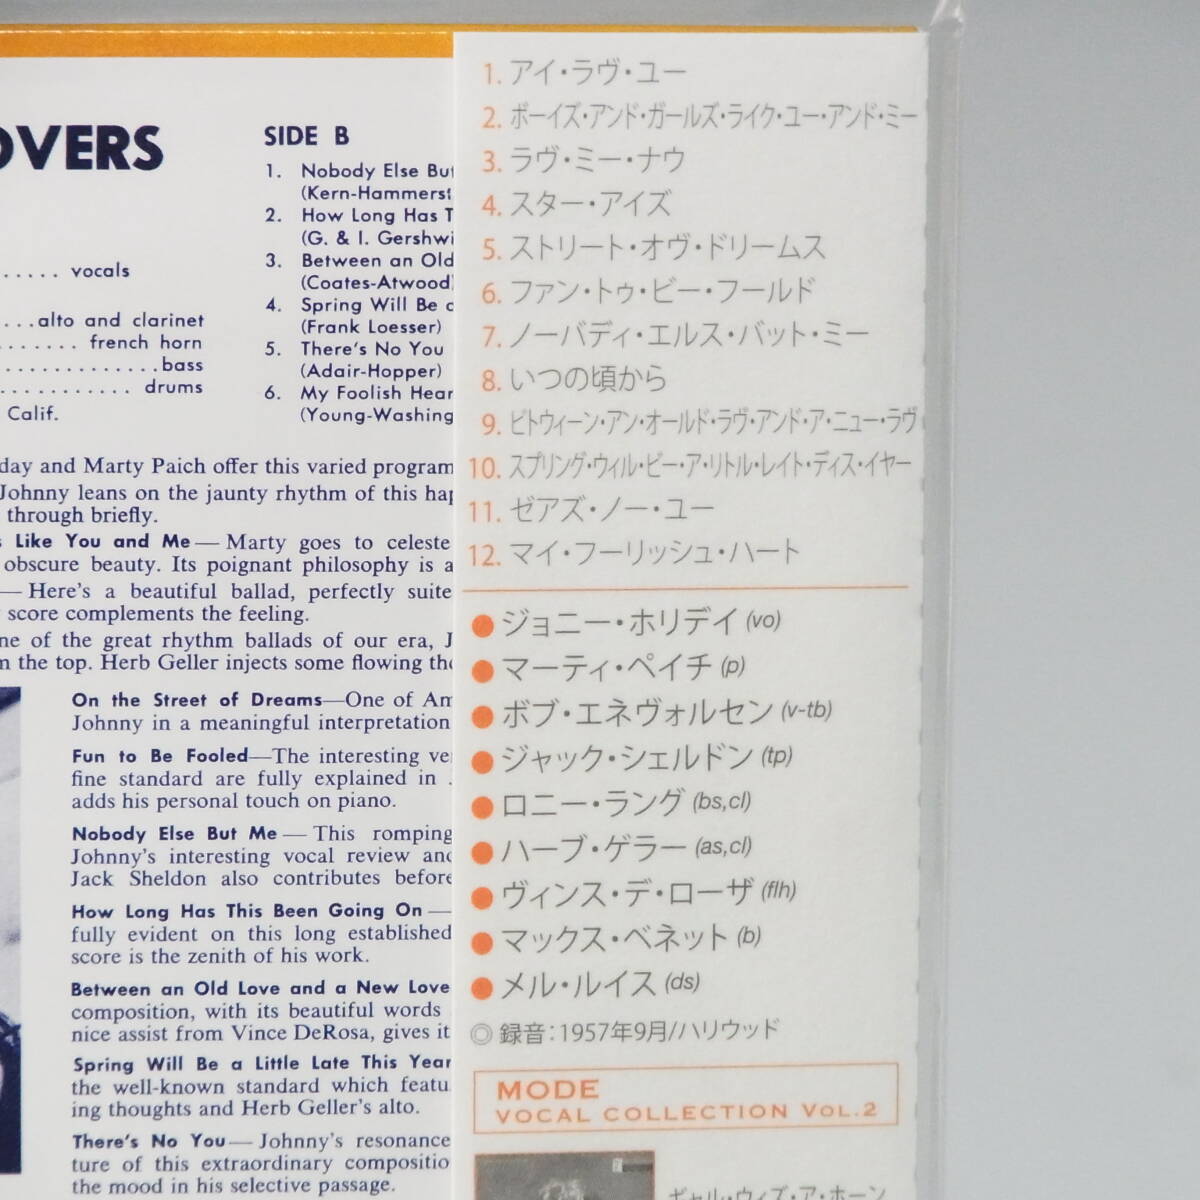 OVERS
SIDE B
1. Nobody Else But
(Kern-Hammerst
2. How Long Has T
(G. & I. Gershwi
3. Between an Old
(Coates-Atwood)
4. Spring Will Be a
(Frank Loesser)
5. There's No You
(Adair-Hopper)
6. My Foolish Hear
(Young-Washing
..... vocals
...alto and clarinet
....... french horn
..............bass
............ drums
Calif.
day and Marty Paich offer this varied program
Johnny leans on the jaunty rhythm of this hap
through briefly.
s Like You and Me — Marty goes to celeste
obscure beauty. Its poignant philosophy is a
— Here's a beautiful ballad, perfectly suite
score complements the feeling.
ne of the great rhythm ballads of our era, J
m the top. Herb Geller injects some flowing tho
On the Street of Dreams—One of Am
Johnny in a meaningful interpretation
Fun to Be Fooled—The interesting ve
fine standard are fully explained in
adds his personal touch on piano.
Nobody Else But Me — This romping
Johnny's interesting vocal review and
Jack Sheldon also contributes before
How Long Has This Been Going On —
fully evident on this long established
score is the zenith of his work.
Between an Old Love and a New Love
composition, with its beautiful words
nice assist from Vince DeRosa, gives it
Spring Will Be a Little Late This Year
the well-known standard which featu
ing thoughts and Herb Geller's alto.
There's No You — Johnny's resonance
ture of this extraordinary compositio
the mood in his selective passage.
1. アイ・ラヴ・ユー
2. ボーイズ・アンド・ガールズ・ライク・ユー・アンド・ミー
3. ラヴ・ミー・ナウ
4. スター・アイズ
5. ストリート・オヴ・ドリームス
6. ファン・トゥ・ビー・フールド
7. ノーバディ・エルス・バット・ミー
8. いつの頃から
9. ビトウィーン・アン・オールド・ラヴ・アンド・ア・ニュー・ラヴ
10. スプリング・ウィル・ビー・ア・リトル・レイト・ディス・イヤー
11. ゼアズ・ノー・ユー
12. マイ・フーリッシュ・ハート
●ジョニー・ホリデイ (vo)
●マーティ・ペイチ (p)
●ボブ・エネヴォルセン (v-tb)
●ジャック・シェルドン (tp)
●ロニー・ラング (bs,cl)
●ハーブ・ゲラー (as,cl)
●ヴィンス・デ・ローザ (flh)
●マックス・ベネット (b)
●メル・ルイス (ds)
◎録音：1957年9月/ハリウッド
MODE
VOCAL COLLECTION VOL.2
ギャル・ウィズ・ア・ホーン